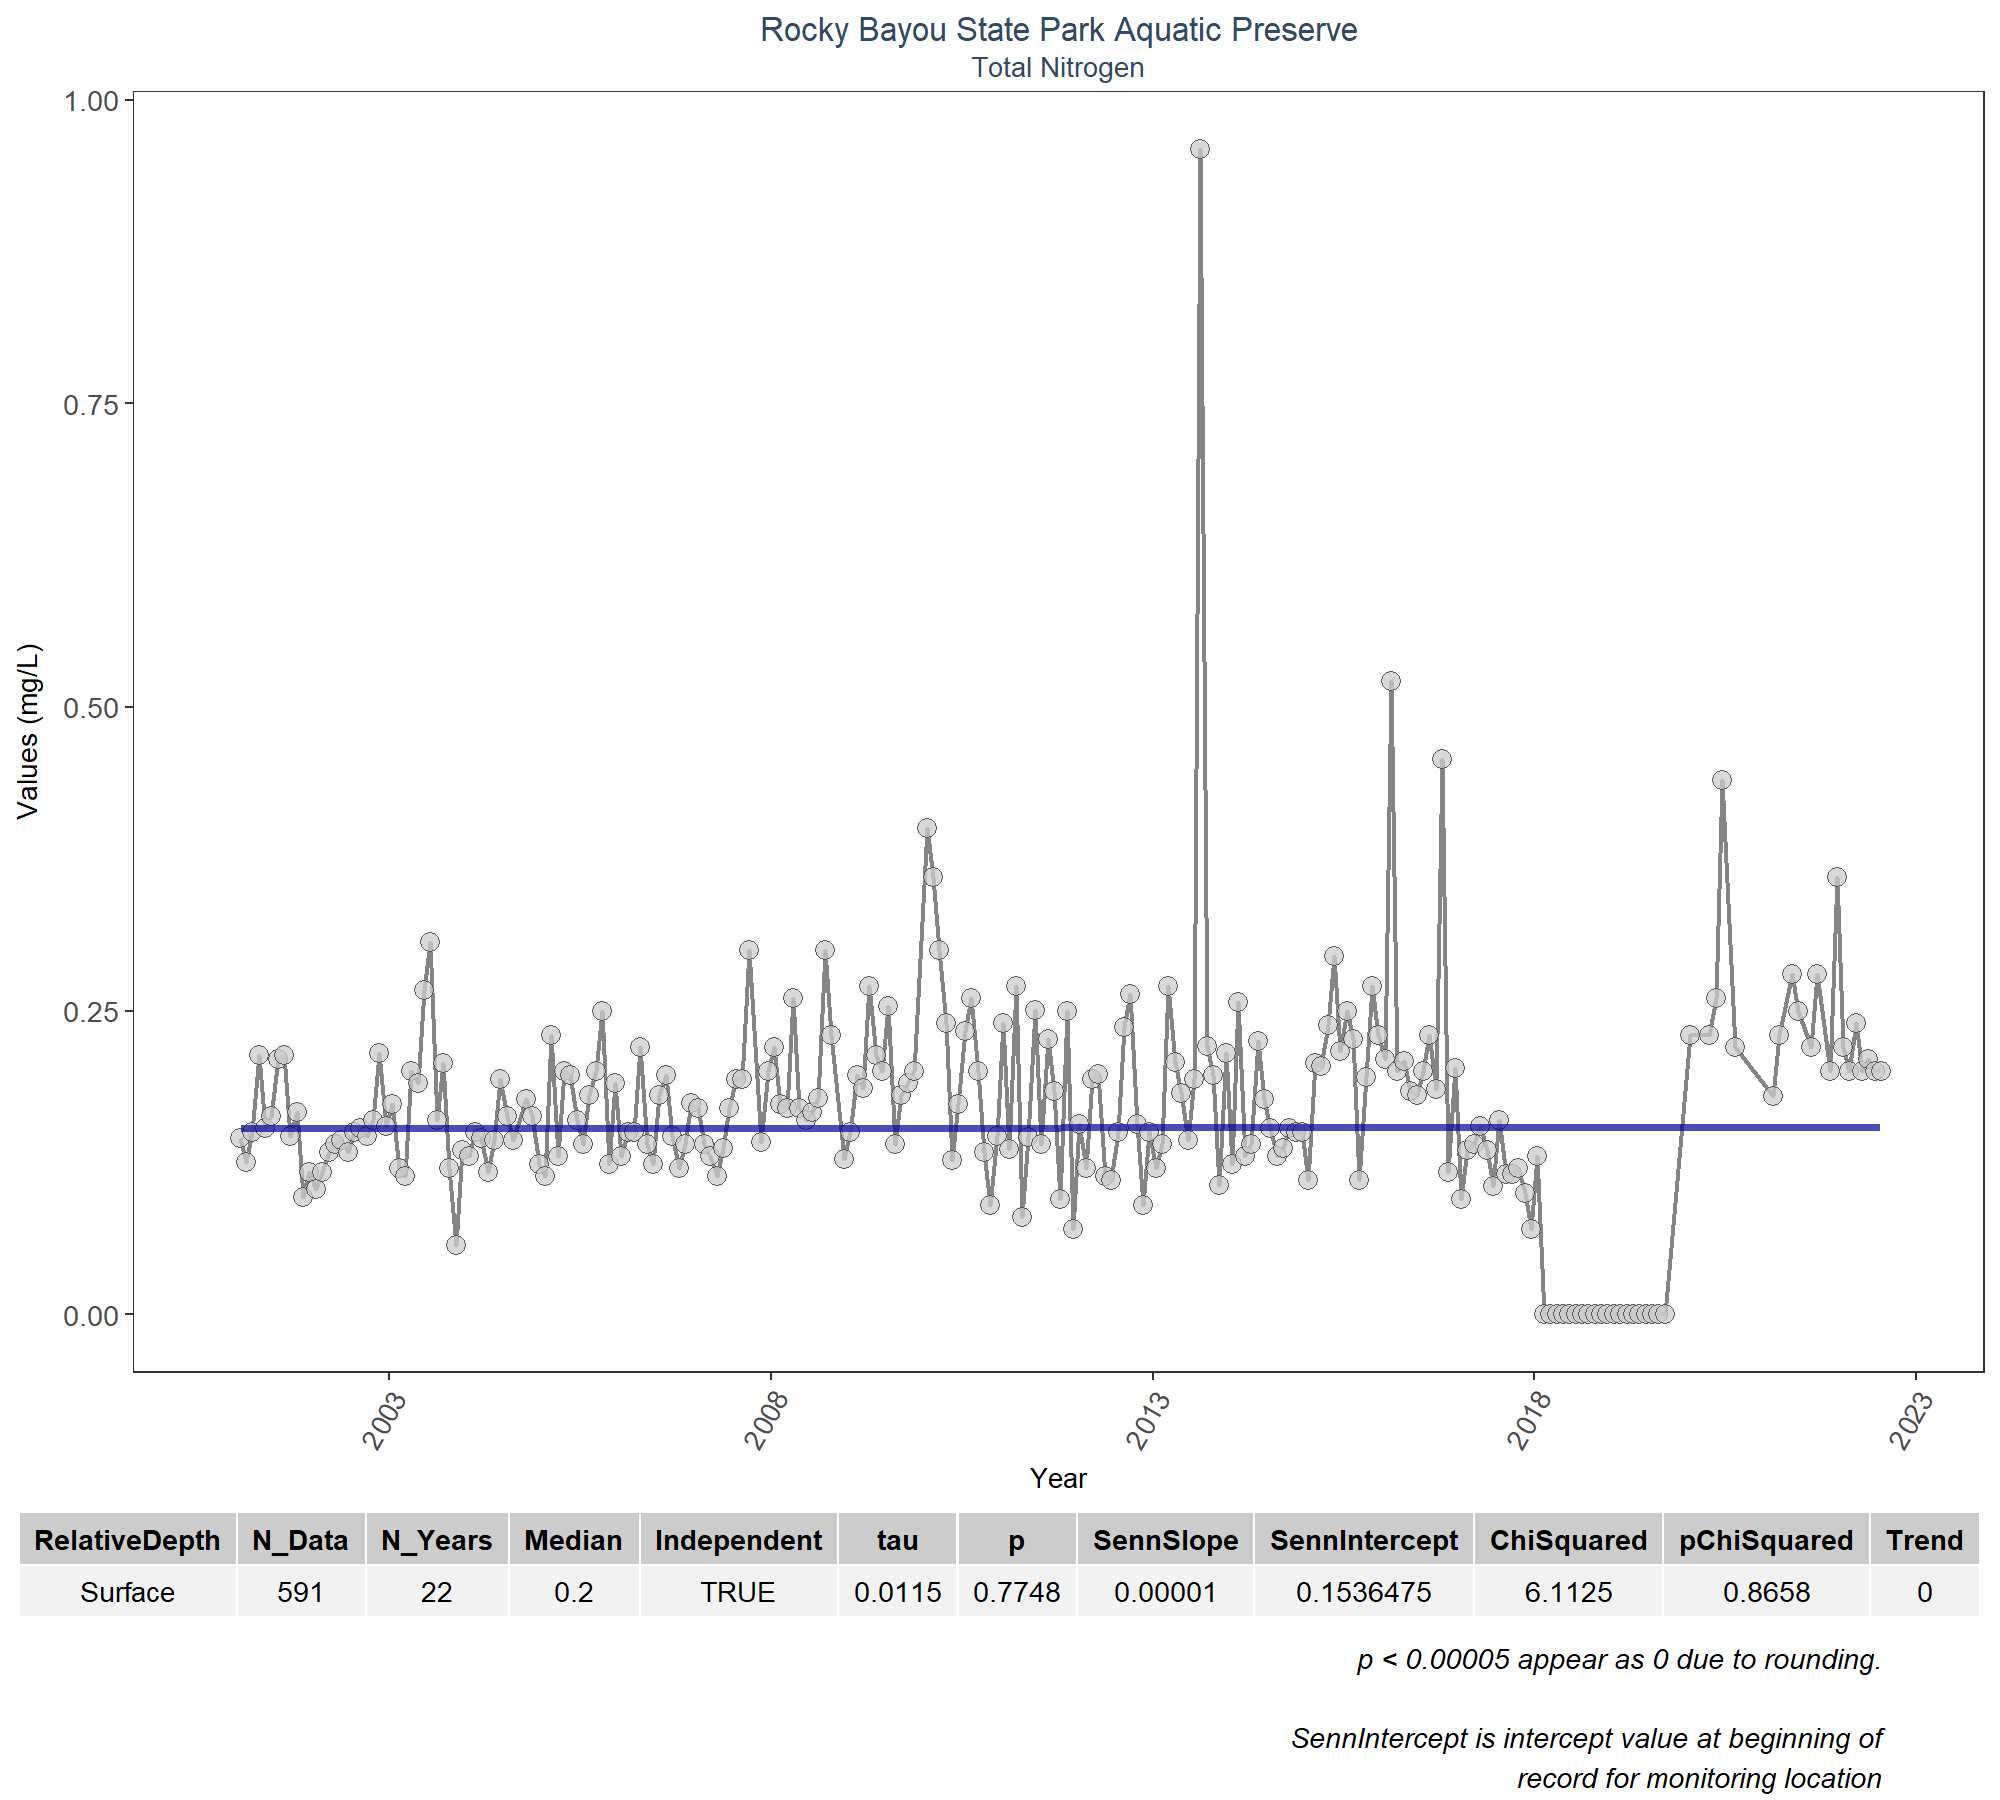 Rocky Bayou State Park Aquatic Preserve
Total Nitrogen
1.00
0.75
0.50
0.25
0.00
Values (mg/L)
2003 2008 2013 2018 2023
Year
RelativeDepth N_Data N_Years Median Independent tau p SennSlope SennIntercept ChiSquared pChiSquared Trend
Surface 591 22 0.2 TRUE 0.0115 0.7748 0.00001 0.1536475 6.1125 0.8658 0
p < 0.00005 appear as 0 due to rounding.
SennIntercept is intercept value at beginning of
record for monitoring location